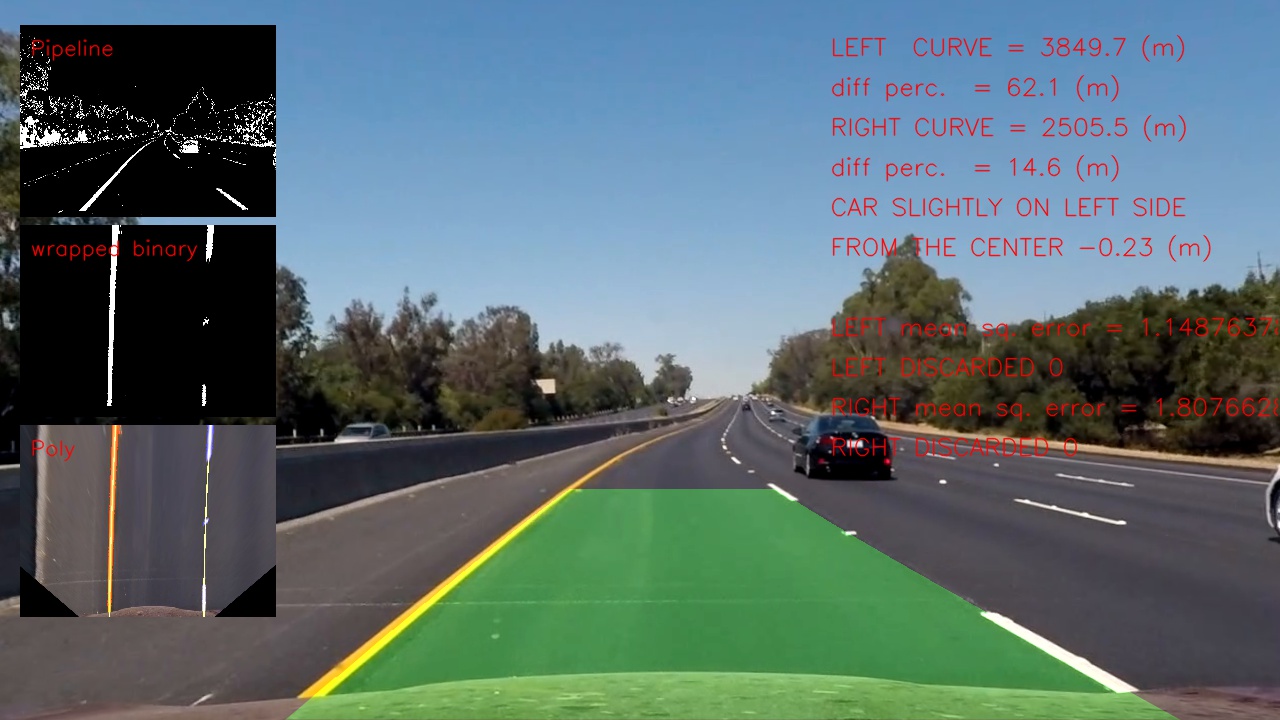 Pipeline
wrapped binary
Poly
LEFT CURVE = 3849.7 (m)
diff perc. = 62.1 (m)
RIGHT CURVE = 2505.5 (m)
diff perc. = 14.6 (m)
CAR SLIGHTLY ON LEFT SIDE
FROM THE CENTER -0.23 (m)
LEFT mean sq. error = 1.1487637
LEFT DISCARDED 0
RIGHT mean sq. error = 1.807662
RIGHT DISCARDED 0